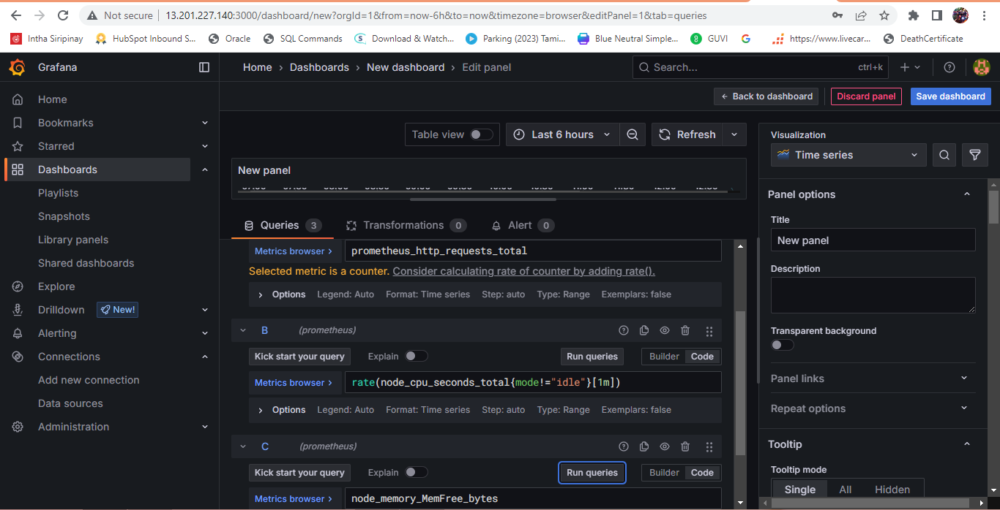 Not secure
13.201.227.140:3000/dashboard/new?orgId=1&from=now-6h&to=now&timezone=browser&editPanel=1&tab=queries
Intha Siripinay
HubSpot Inbound S...
Oracle
SQL Commands
Download & Watch...
Parking (2023) Tami...
Blue Neutral Simple...
GUVI
https://www.livecar...
DeathCertificate
Grafana
Home › Dashboards › New dashboard › Edit panel
Search...
ctrl+k
Back to dashboard
Discard panel
Save dashboard
Home
Bookmarks
Starred
Dashboards
Playlists
Snapshots
Library panels
Shared dashboards
Explore
Drilldown
New!
Alerting
Connections
Add new connection
Data sources
Administration
Table view
Last 6 hours
Refresh
New panel
Queries 3
Transformations 0
Alert 0
Metrics browser ›
prometheus_http_requests_total
Selected metric is a counter. Consider calculating rate of counter by adding rate().
Options Legend: Auto Format: Time series Step: auto Type: Range Exemplars: false
B (prometheus)
Kick start your query
Explain
Run queries
Builder Code
Metrics browser ›
rate(node_cpu_seconds_total{mode!="idle"}[1m])
Options Legend: Auto Format: Time series Step: auto Type: Range Exemplars: false
C (prometheus)
Kick start your query
Explain
Run queries
Builder Code
Metrics browser ›
node_memory_MemFree_bytes
Visualization
Time series
Panel options
Title
New panel
Description
Transparent background
Panel links
Repeat options
Tooltip
Tooltip mode
Single All Hidden